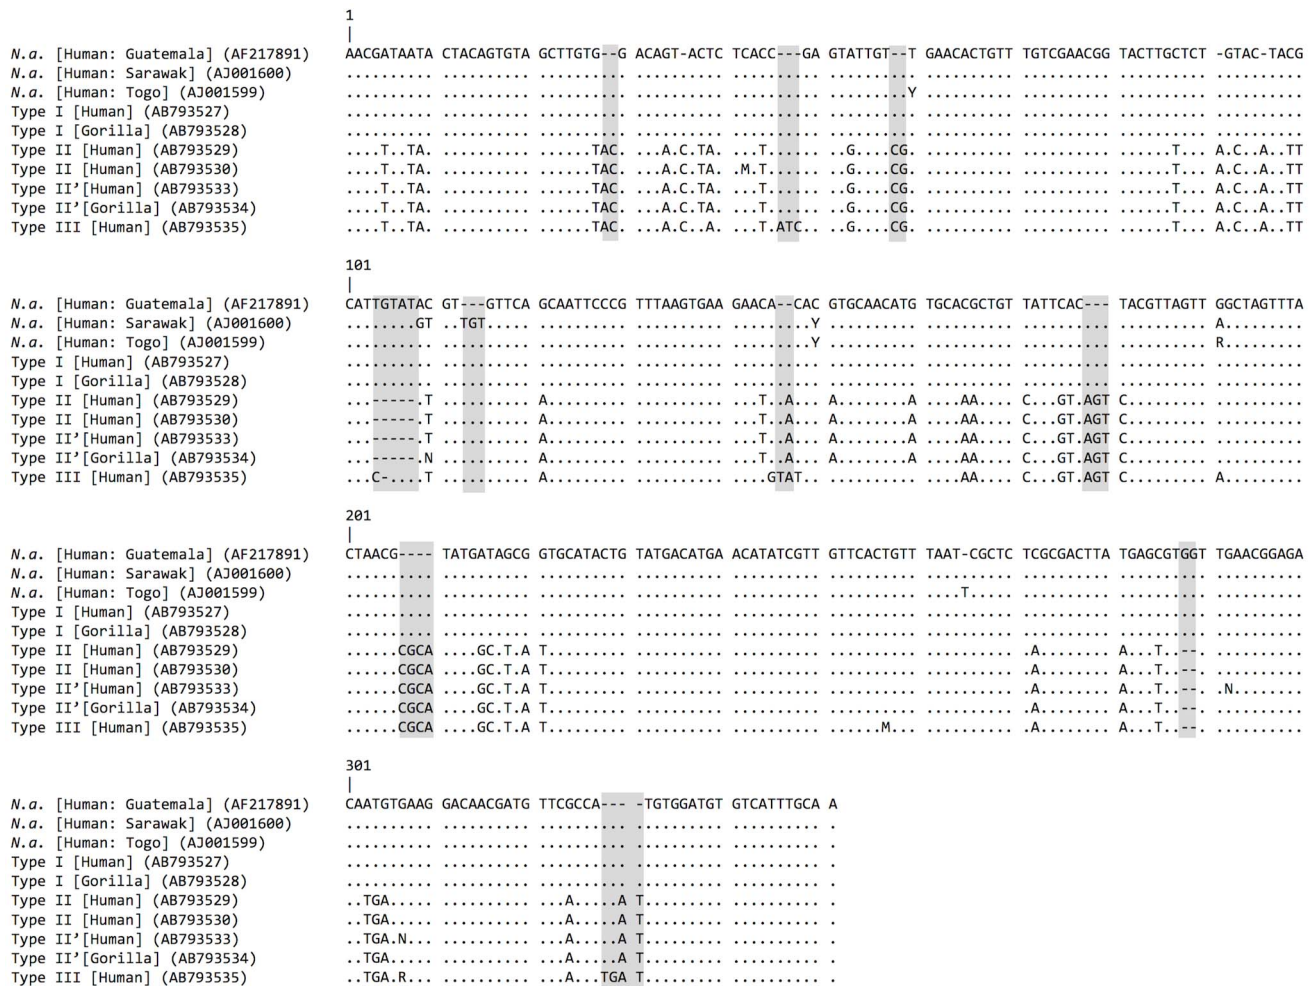 1
|
N.a. [Human: Guatemala] (AF217891) AACGATAATA CTACAGTGTA GCTTGTG--G ACAGT-ACTC TCACC---GA GTATTGT--T GAACACTGTT TGTCGAACGG TACTTGCTCT -GTAC-TACG
N.a. [Human: Sarawak] (AJ001600) .......... .......... .......... .......... .......... .......... .......... .......... .......... ..........
N.a. [Human: Togo] (AJ001599) .......... .......... .......... .......... .......... .........Y .......... .......... .......... ..........
Type I [Human] (AB793527) .......... .......... .......... .......... .......... .......... .......... .......... .......... ..........
Type I [Gorilla] (AB793528) .......... .......... .......... .......... .......... .......... .......... .......... .......... ..........
Type II [Human] (AB793529) ....T..TA. .......... ......TAC. ...A.C.TA. ...T...... ..G....CG. .......... .......... ......T... A.C..A..TT
Type II [Human] (AB793530) ....T..TA. .......... ......TAC. ...A.C.TA. .M.T...... ..G....CG. .......... .......... ......T... A.C..A..TT
Type II’[Human] (AB793533) ....T..TA. .......... ......TAC. ...A.C.TA. ...T...... ..G....CG. .......... .......... ......T... A.C..A..TT
Type II’[Gorilla] (AB793534) ....T..TA. .......... ......TAC. ...A.C.TA. ...T...... ..G....CG. .......... .......... ......T... A.C..A..TT
Type III [Human] (AB793535) ....T..TA. .......... ......TAC. ...A.C..A. ...T.ATC.. ..G....CG. .......... .......... ......T... A.C..A..TT
101
|
N.a. [Human: Guatemala] (AF217891) CATTGTATAC GT---GTTCA GCAATTCCCG TTTAAGTGAA GAACA--CAC GTGCAACATG TGCACGCTGT TATTCAC--- TACGTTAGTT GGCTAGTTTA
N.a. [Human: Sarawak] (AJ001600) ........GT ..TGT..... .......... .......... .........Y .......... .......... .......... .......... A.........
N.a. [Human: Togo] (AJ001599) .......... .......... .......... .......... .........Y .......... .......... .......... .......... R.........
Type I [Human] (AB793527) .......... .......... .......... .......... .......... .......... .......... .......... .......... ..........
Type I [Gorilla] (AB793528) .......... .......... .......... .......... .......... .......... .......... .......... .......... ..........
Type II [Human] (AB793529) ...-----.T .......... A......... .......... ...T..A... A........A ....AA.... C...GT.AGT C......... ..........
Type II [Human] (AB793530) ...-----.T .......... A......... .......... ...T..A... A........A ....AA.... C...GT.AGT C......... ..........
Type II’[Human] (AB793533) ...-----.T .......... A......... .......... ...T..A... A........A ....AA.... C...GT.AGT C......... ..........
Type II’[Gorilla] (AB793534) ...-----.N .......... A......... .......... ...T..A... A........A ....AA.... C...GT.AGT C......... ..........
Type III [Human] (AB793535) ...C-....T .......... A......... .......... ....GTAT.. .......... ....AA.... C...GT.AGT C......... A.........
201
|
N.a. [Human: Guatemala] (AF217891) CTAACG---- TATGATAGCG GTGCATACTG TATGACATGA ACATATCGTT GTTCACTGTT TAAT-CGCTC TCGCGACTTA TGAGCGTGGT TGAACGGAGA
N.a. [Human: Sarawak] (AJ001600) .......... .......... .......... .......... .......... .......... .......... .......... .......... ..........
N.a. [Human: Togo] (AJ001599) .......... .......... .......... .......... .......... .......... ....T..... .......... .......... ..........
Type I [Human] (AB793527) .......... .......... .......... .......... .......... .......... .......... .......... .......... ..........
Type I [Gorilla] (AB793528) .......... .......... .......... .......... .......... .......... .......... .......... .......... ..........
Type II [Human] (AB793529) ......CGCA ....GC.T.A T......... .......... .......... .......... .......... .A........ A...T..--. ..........
Type II [Human] (AB793530) ......CGCA ....GC.T.A T......... .......... .......... .......... .......... .A........ A...T..--. ..........
Type II’[Human] (AB793533) ......CGCA ....GC.T.A T......... .......... .......... .......... .......... .A........ A...T..--. .N........
Type II’[Gorilla] (AB793534) ......CGCA ....GC.T.A T......... .......... .......... .......... .......... .A........ A...T..--. ..........
Type III [Human] (AB793535) ......CGCA ....GC.T.A T......... .......... .......... ......M... .......... .A........ A...T..--. ..........
301
|
N.a. [Human: Guatemala] (AF217891) CAATGTGAAG GACAACGATG TTCGCCA--- -TGTGGATGT GTCATTTGCA A
N.a. [Human: Sarawak] (AJ001600) .......... .......... .......... .......... .......... .
N.a. [Human: Togo] (AJ001599) .......... .......... .......... .......... .......... .
Type I [Human] (AB793527) .......... .......... .......... .......... .......... .
Type I [Gorilla] (AB793528) .......... .......... .......... .......... .......... .
Type II [Human] (AB793529) ..TGA..... .......... ...A.....A T......... .......... .
Type II [Human] (AB793530) ..TGA..... .......... ...A.....A T......... .......... .
Type II’[Human] (AB793533) ..TGA.N... .......... ...A.....A T......... .......... .
Type II’[Gorilla] (AB793534) ..TGA..... .......... ...A.....A T......... .......... .
Type III [Human] (AB793535) ..TGA.R... .......... ...A...TGA T......... .......... .